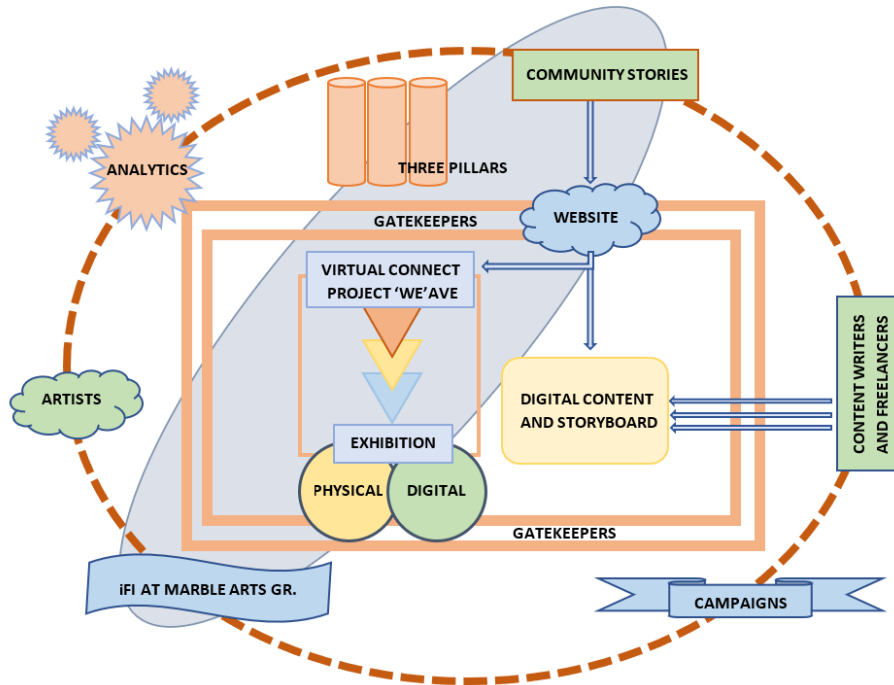 COMMUNITY STORIES
ANALYTICS
THREE PILLARS
GATEKEEPERS
WEBSITE
VIRTUAL CONNECT
PROJECT ‘WE’AVE
CONTENT WRITERS
AND FREELANCERS
ARTISTS
DIGITAL CONTENT
AND STORYBOARD
EXHIBITION
PHYSICAL
DIGITAL
GATEKEEPERS
iFI AT MARBLE ARTS GR.
CAMPAIGNS